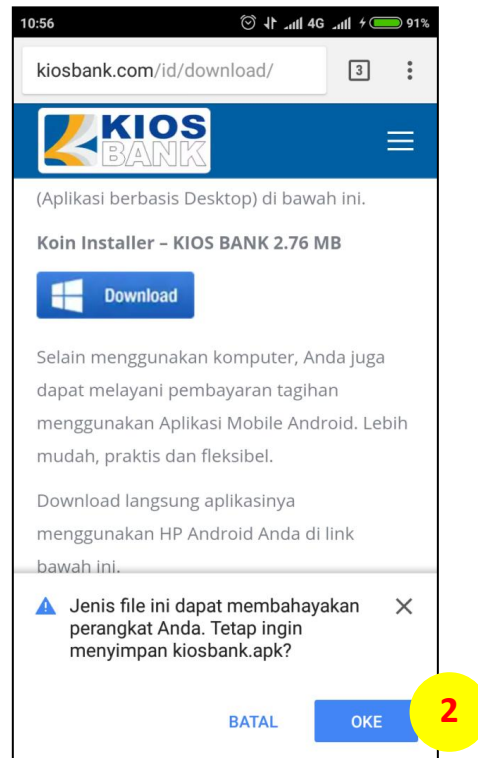 10:56 4G 91%
kiosbank.com/id/download/ 3
KIOS
BANK
(Aplikasi berbasis Desktop) di bawah ini.
Koin Installer – KIOS BANK 2.76 MB
Download
Selain menggunakan komputer, Anda juga
dapat melayani pembayaran tagihan
menggunakan Aplikasi Mobile Android. Lebih
mudah, praktis dan fleksibel.
Download langsung aplikasinya
menggunakan HP Android Anda di link
bawah ini.
Jenis file ini dapat membahayakan
perangkat Anda. Tetap ingin
menyimpan kiosbank.apk?
BATAL OKE 2